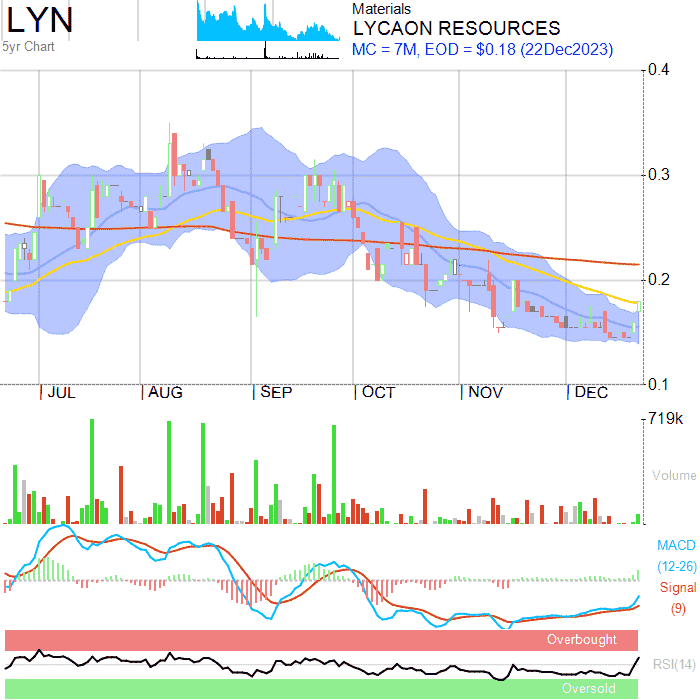 LYN
5yr Chart
Materials
LYCAON RESOURCES
MC = 7M, EOD = $0.18 (22Dec2023)
0.4
0.3
0.2
0.1
JUL AUG SEP OCT NOV DEC
719k
Volume
MACD
(12-26)
Signal
(9)
Overbought
RSI(14)
Oversold